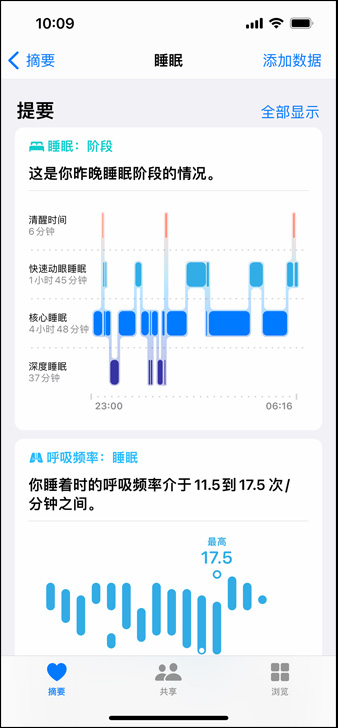 10:09
摘要
睡眠
添加数据
提要
全部显示
睡眠：阶段
这是你昨晚睡眠阶段的情况。
清醒时间
6 分钟
快速动眼睡眠
1 小时 45 分钟
核心睡眠
4 小时 48 分钟
深度睡眠
37 分钟
23:00
06:16
呼吸频率：睡眠
你睡着时的呼吸频率介于 11.5 到 17.5 次/
分钟之间。
最高
17.5
摘要
共享
浏览